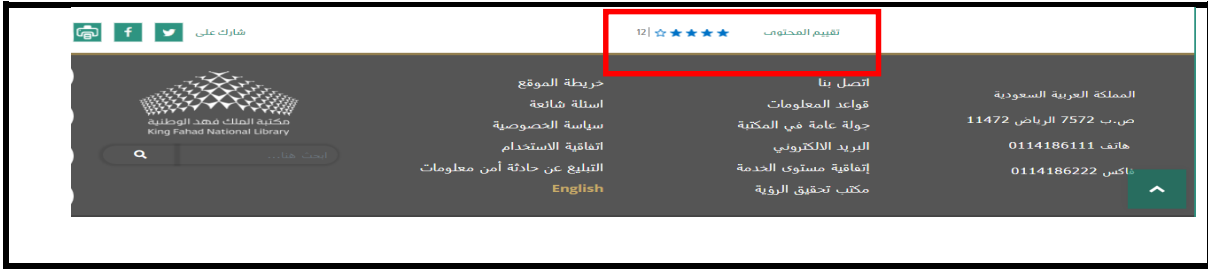 تقييم المحتوى
12|
شارك على
المملكة العربية السعودية
ص.ب 7572 الرياض 11472
هاتف 0114186111
فاكس 0114186222
اتصل بنا
قواعد المعلومات
جولة عامة في المكتبة
البريد الالكتروني
إتفاقية مستوى الخدمة
مكتب تحقيق الرؤية
خريطة الموقع
اسئلة شائعة
سياسة الخصوصية
اتفاقية الاستخدام
التبليغ عن حادثة أمن معلومات
English
مكتبة الملك فهد الوطنية
King Fahad National Library
ابحث هنا...